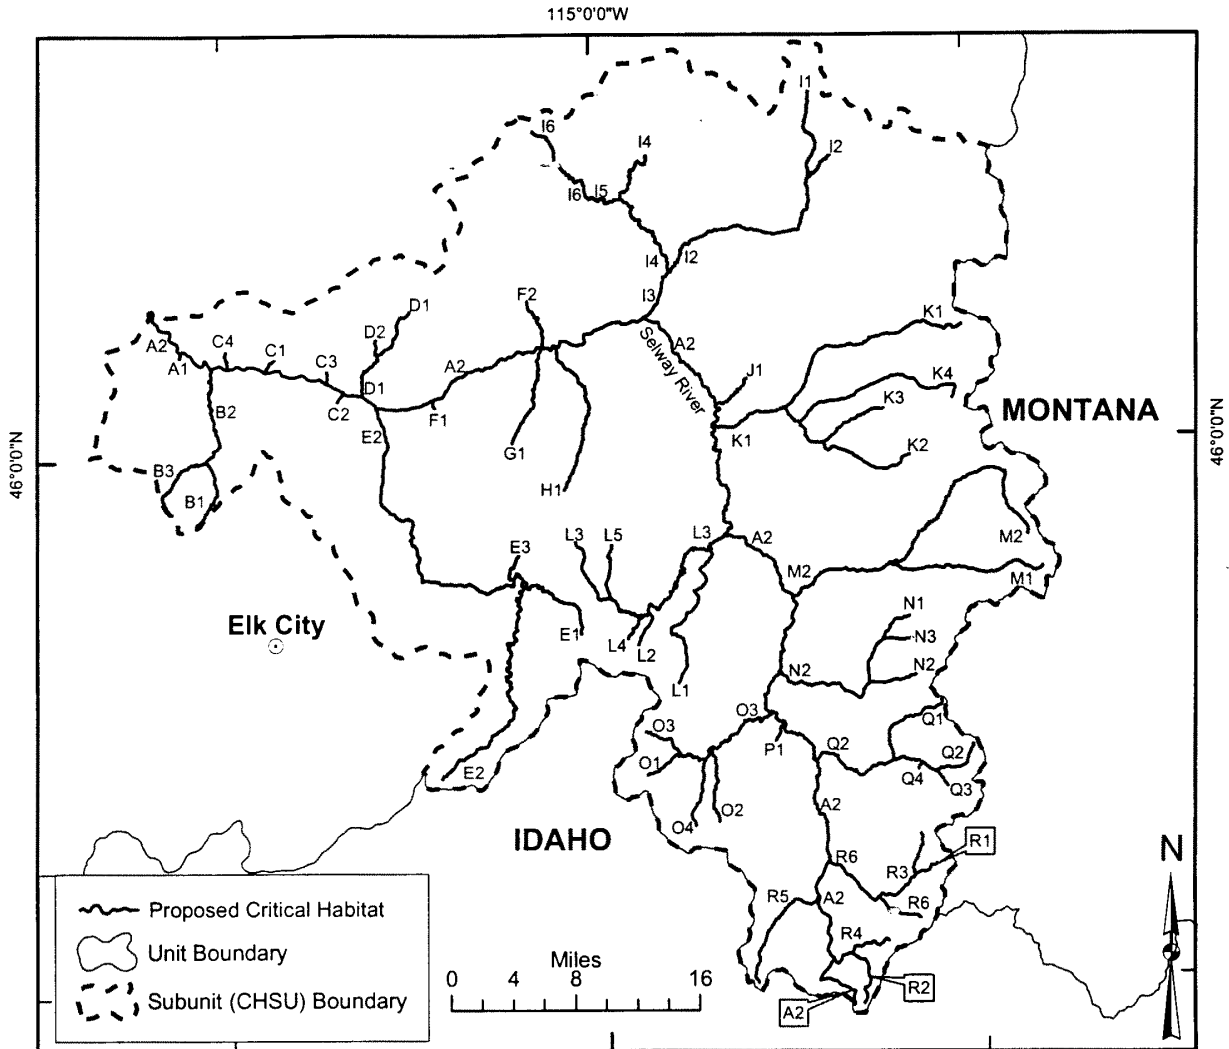 115°0'0"W
I1
I6
I4
I2
I6
I5
I4
I2
I3
F2
D1
K1
A2
C4
D2
A2
Selway River
A1
C1
C3
A2
J1
K4
D1
K3
MONTANA
B2
C2
F1
E2
K1
K2
46°0'0"N
46°0'0"N
B3
G1
H1
B1
L3
L5
L3
A2
M2
E3
M2
M1
Elk City
E1
L4
L2
N1
N3
N2
N2
L1
O3
O3
P1
Q1
Q2
Q2
E2
O1
Q4
Q3
O4
O2
A2
IDAHO
R1
N
R6
R3
R5
A2
R6
R4
R2
A2
Proposed Critical Habitat
Unit Boundary
Subunit (CHSU) Boundary
Miles
0 4 8 16